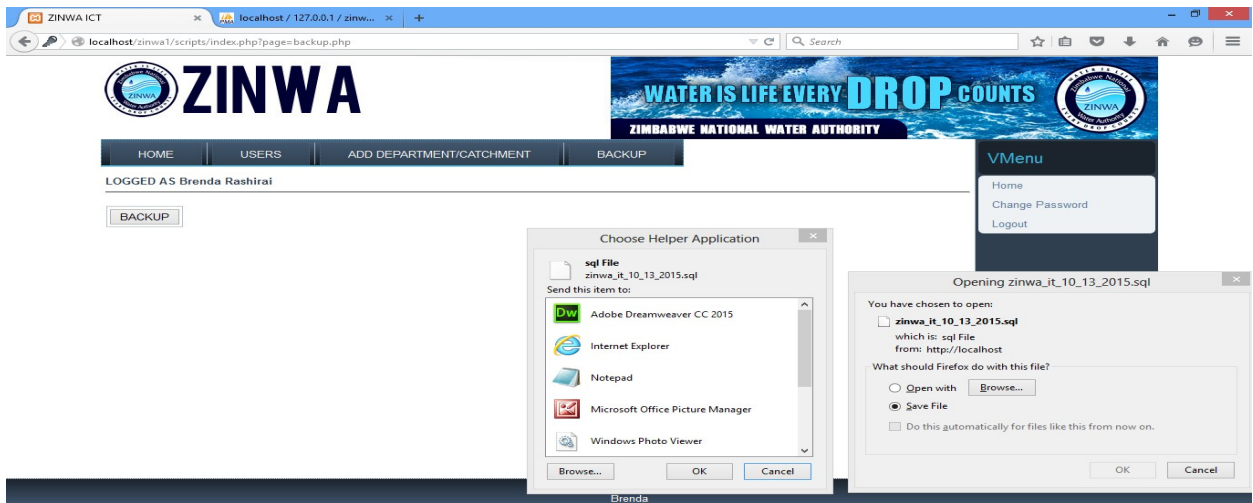 ZINWA ICT
localhost / 127.0.0.1 / zinw...
localhost/zinwa1/scripts/index.php?page=backup.php
Search
ZINWA
ZINWA
WATER IS LIFE EVERY DROP COUNTS
ZIMBABWE NATIONAL WATER AUTHORITY
ZINWA
HOME USERS ADD DEPARTMENT/CATCHMENT BACKUP
VMenu
LOGGED AS Brenda Rashirai
Home
Change Password
Logout
BACKUP
Choose Helper Application
sql File
zinwa_it_10_13_2015.sql
Send this item to:
Dw Adobe Dreamweaver CC 2015
Internet Explorer
Notepad
Microsoft Office Picture Manager
Windows Photo Viewer
Browse... OK Cancel
Opening zinwa_it_10_13_2015.sql
You have chosen to open:
zinwa_it_10_13_2015.sql
which is: sql File
from: http://localhost
What should Firefox do with this file?
Open with Browse...
Save File
Do this automatically for files like this from now on.
OK Cancel
Brenda